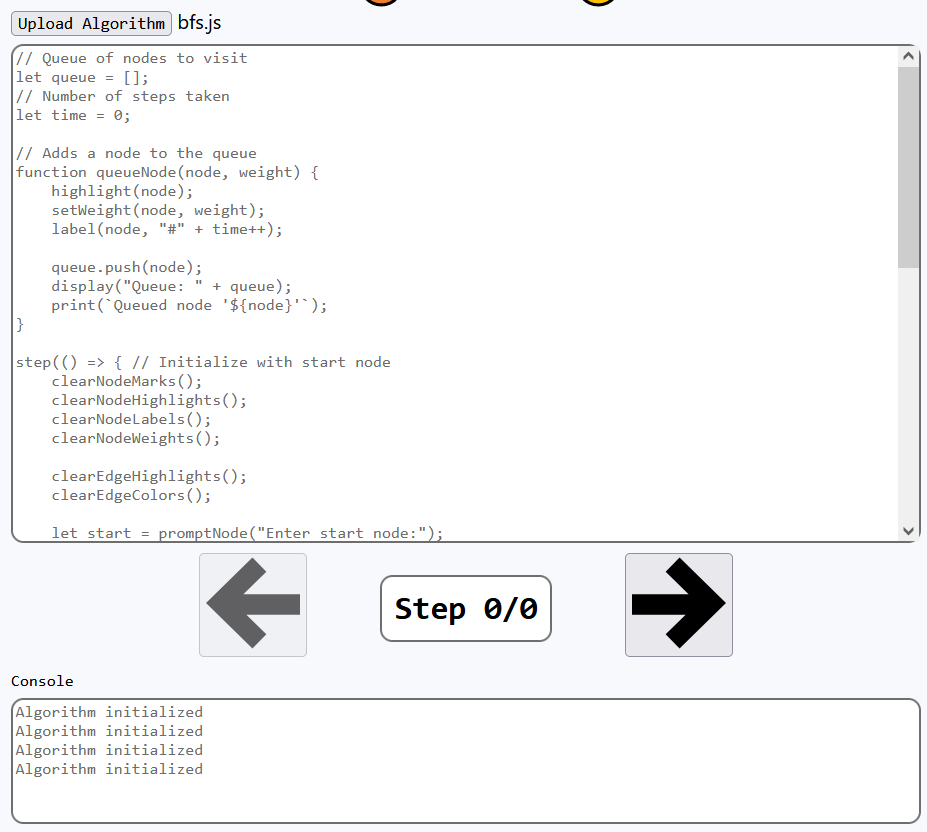 Upload Algorithm bfs.js
// Queue of nodes to visit
let queue = [];
// Number of steps taken
let time = 0;

// Adds a node to the queue
function queueNode(node, weight) {
    highlight(node);
    setWeight(node, weight);
    label(node, "#" + time++);

    queue.push(node);
    display("Queue: " + queue);
    print(`Queued node '${node}'`);
}

step(() => { // Initialize with start node
    clearNodeMarks();
    clearNodeHighlights();
    clearNodeLabels();
    clearNodeWeights();

    clearEdgeHighlights();
    clearEdgeColors();

    let start = promptNode("Enter start node:");
Step 0/0
Console
Algorithm initialized
Algorithm initialized
Algorithm initialized
Algorithm initialized